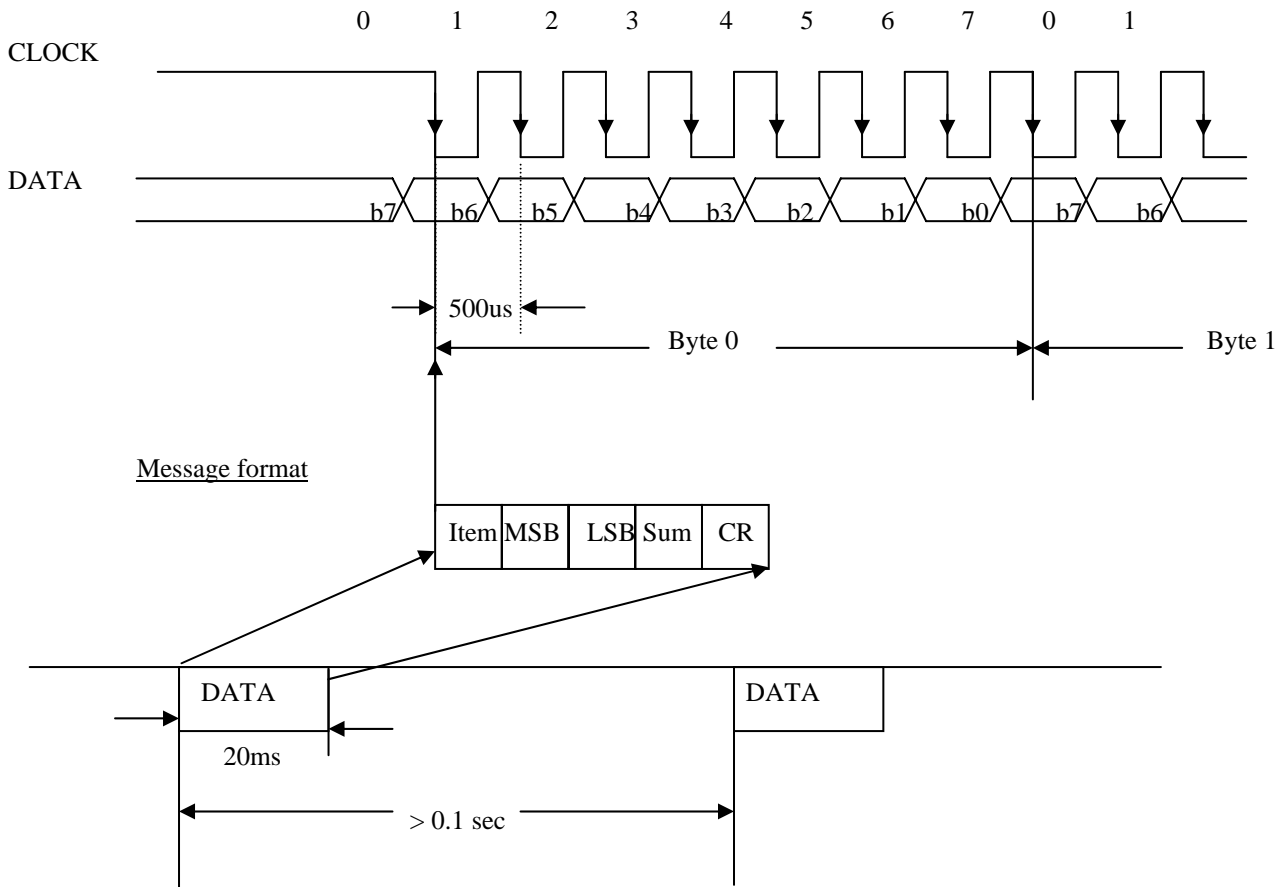 0 1 2 3 4 5 6 7 0 1
CLOCK
DATA
b7 b6 b5 b4 b3 b2 b1 b0 b7 b6
500us
Byte 0 Byte 1
Message format
Item MSB LSB Sum CR
DATA DATA
20ms
> 0.1 sec